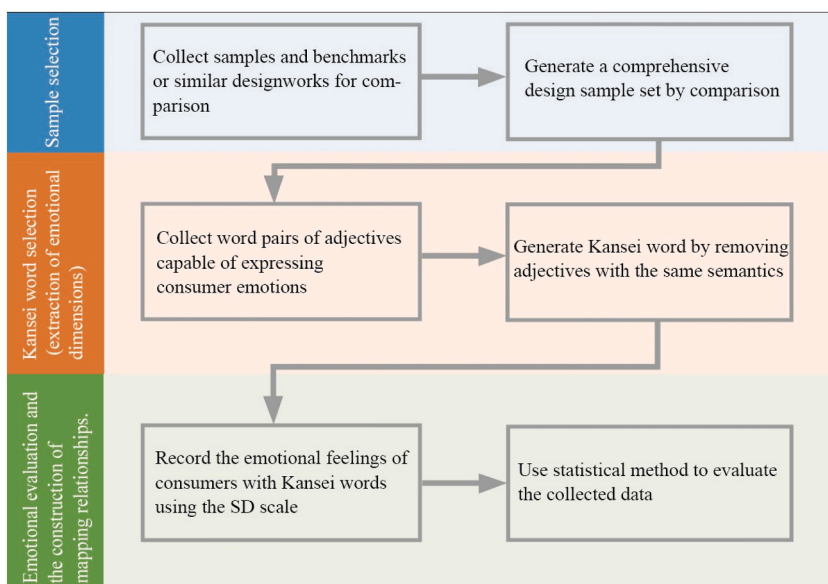 Sample selection
Collect samples and benchmarks
or similar designworks for com-
parison
Generate a comprehensive
design sample set by comparison
Kansei word selection
(extraction of emotional
dimensions)
Collect word pairs of adjectives
capable of expressing
consumer emotions
Generate Kansei word by removing
adjectives with the same semantics
Emotional evaluation and
the construction of
mapping relationships.
Record the emotional feelings of
consumers with Kansei words
using the SD scale
Use statistical method to evaluate
the collected data